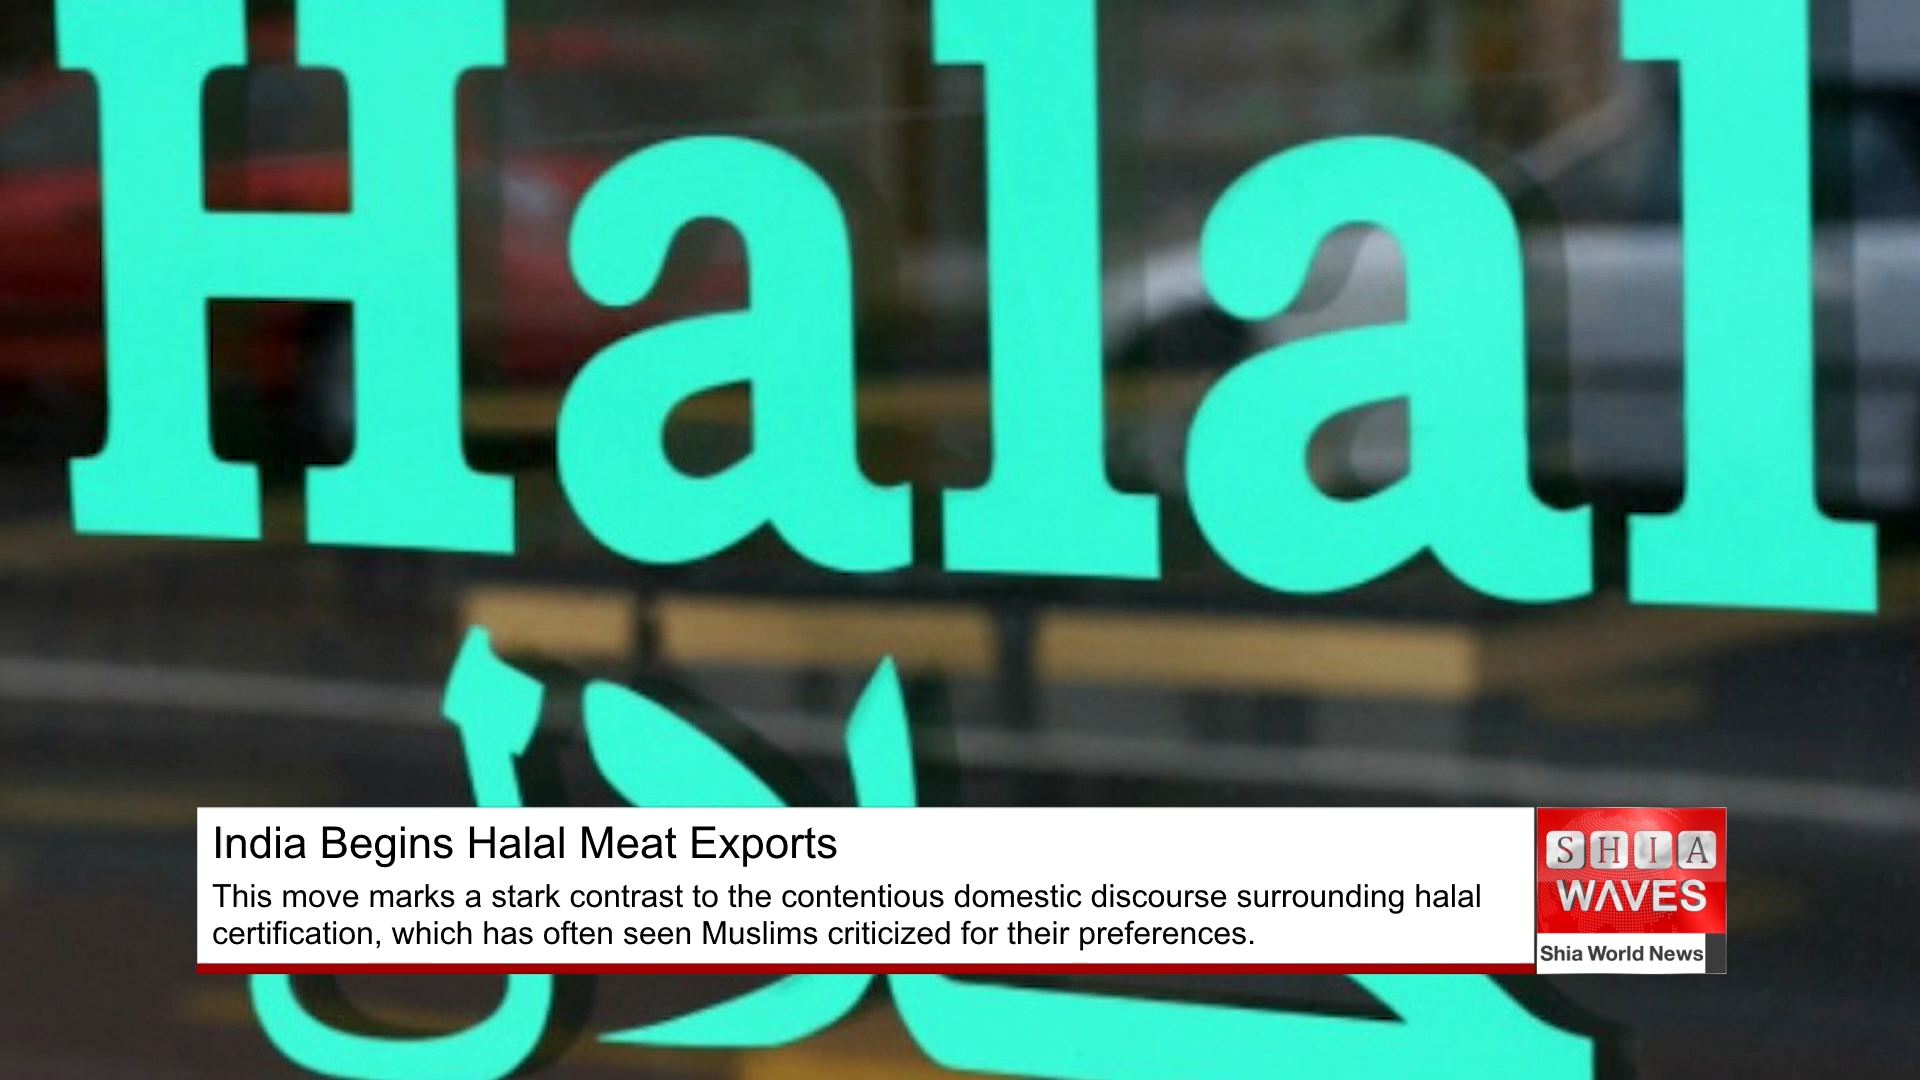 Halal
حلال
India Begins Halal Meat Exports
This move marks a stark contrast to the contentious domestic discourse surrounding halal
certification, which has often seen Muslims criticized for their preferences.
SHIA
WAVES
Shia World News